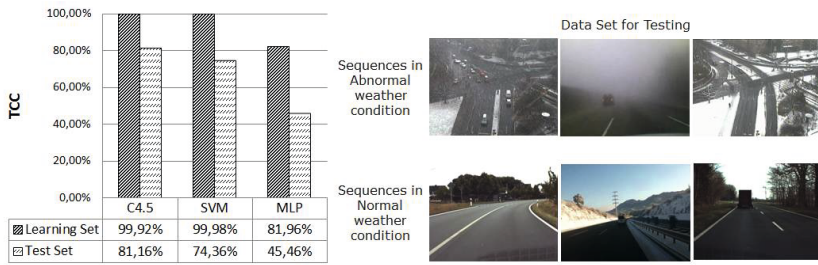 100,00%
80,00%
60,00%
40,00%
20,00%
0,00%
TCC
C4.5 SVM MLP
Learning Set 99,92% 99,98% 81,96%
Test Set 81,16% 74,36% 45,46%
Data Set for Testing
Sequences in
Abnormal
weather
condition
Sequences in
Normal
weather
condition